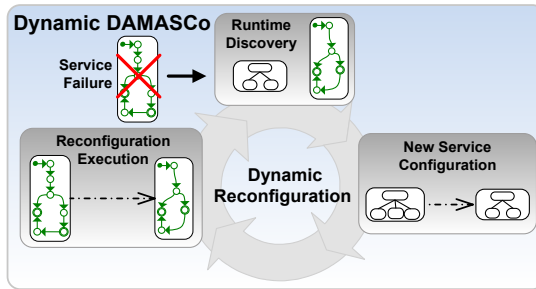 Dynamic DAMASCo
Service
Failure
Runtime
Discovery
Reconfiguration
Execution
Dynamic
Reconfiguration
New Service
Configuration